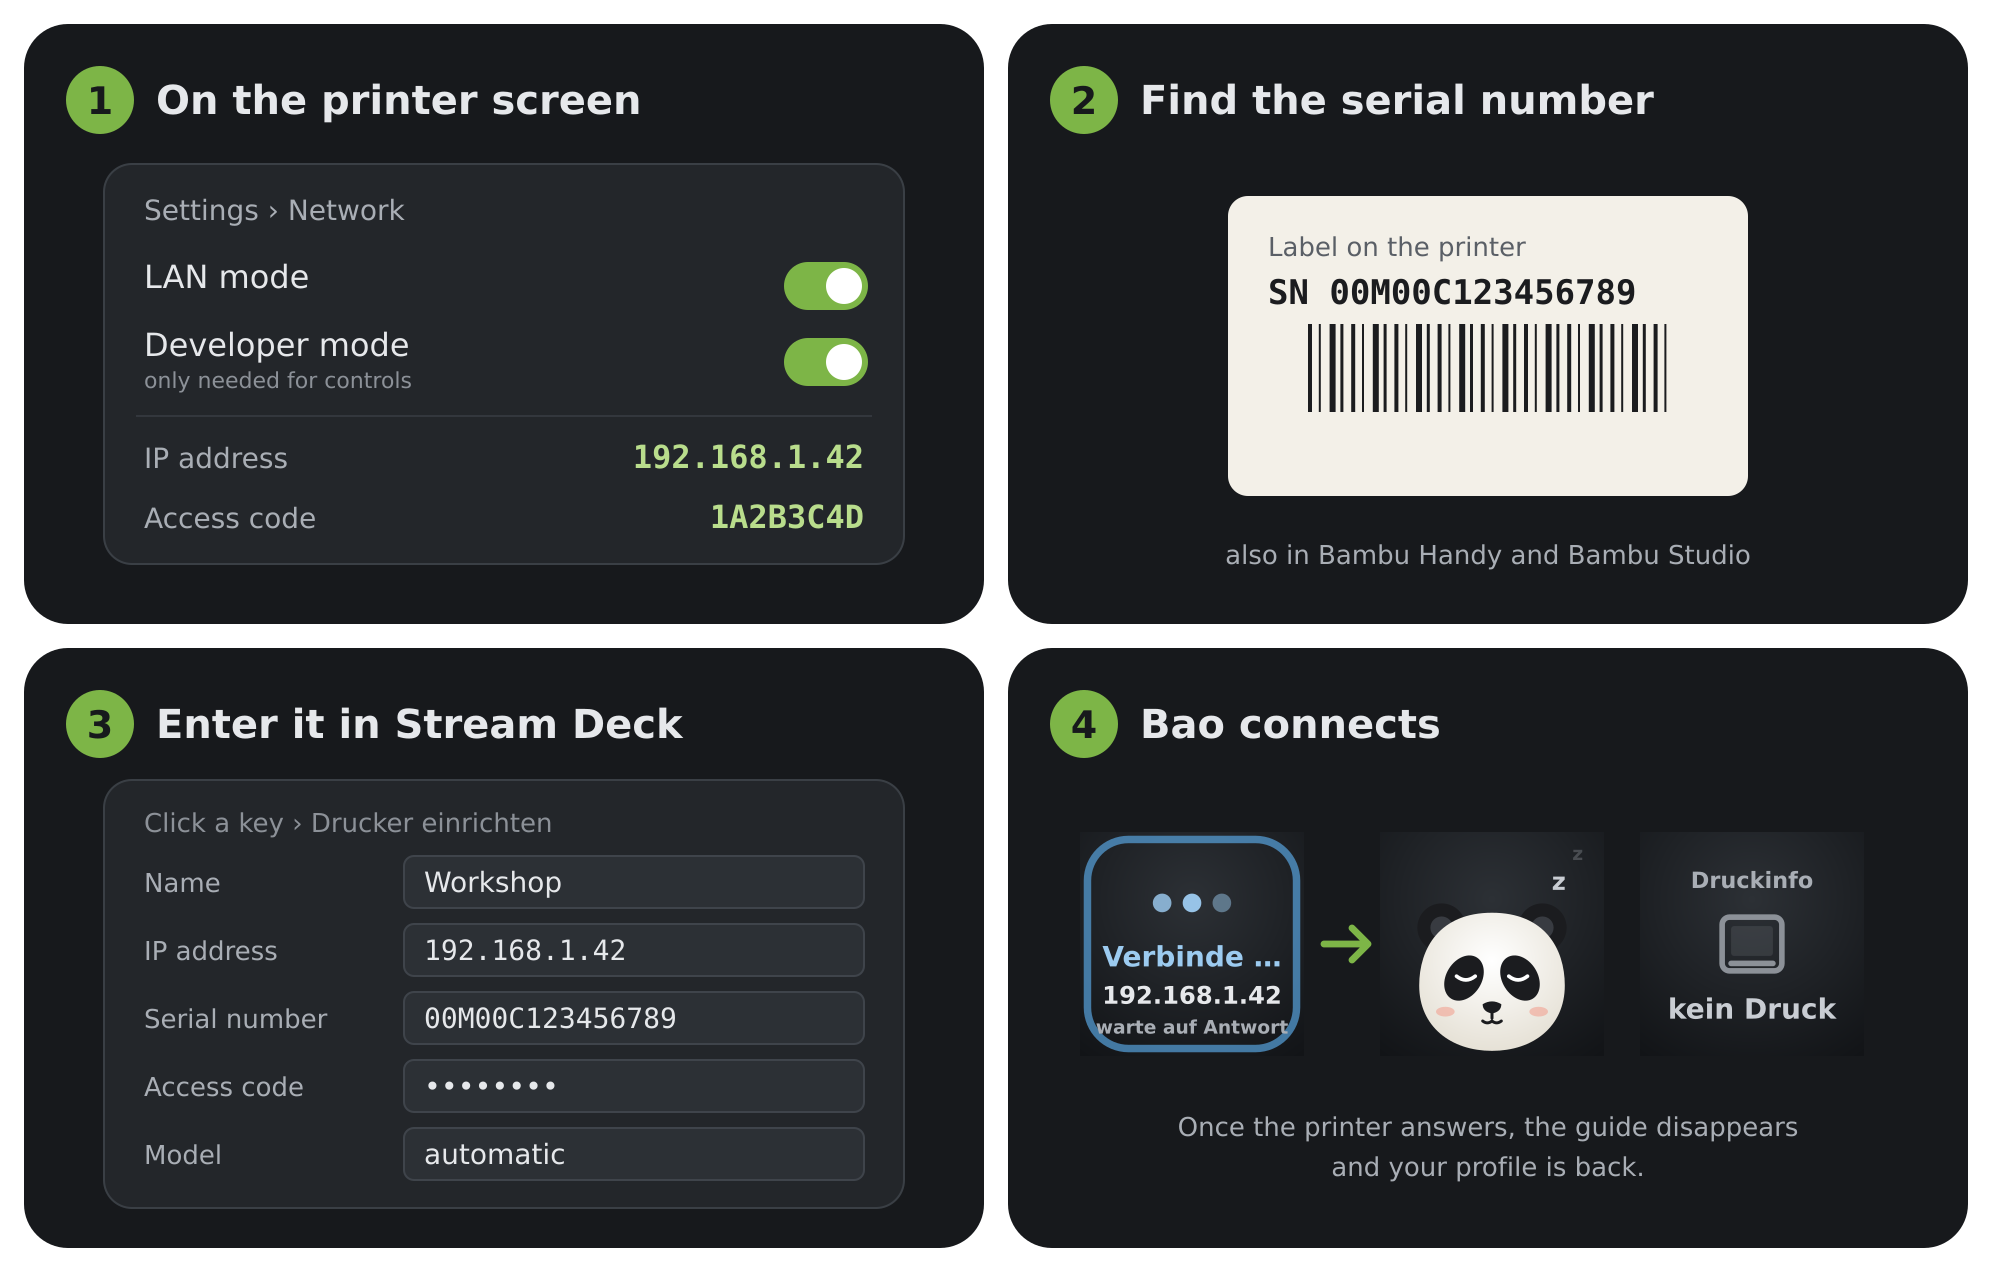 1 On the printer screen
Settings › Network
LAN mode
Developer mode
only needed for controls
IP address 192.168.1.42
Access code 1A2B3C4D
2 Find the serial number
Label on the printer
SN 00M00C123456789
also in Bambu Handy and Bambu Studio
3 Enter it in Stream Deck
Click a key › Drucker einrichten
Name Workshop
IP address 192.168.1.42
Serial number 00M00C123456789
Access code ••••••••
Model automatic
4 Bao connects
Verbinde ...
192.168.1.42
warte auf Antwort
z
z
Druckinfo
kein Druck
Once the printer answers, the guide disappears
and your profile is back.